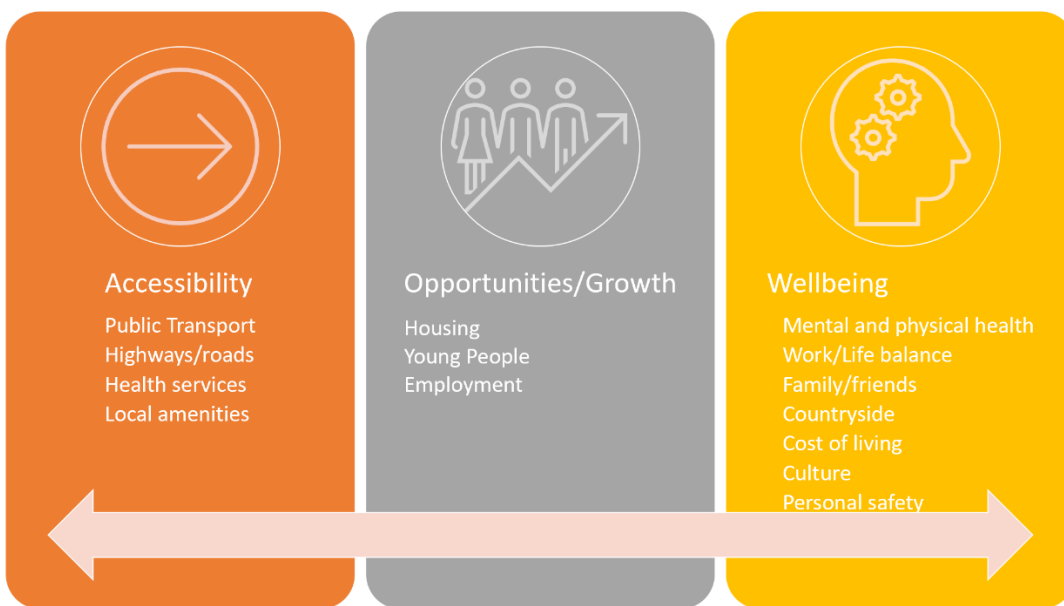 Accessibility
Public Transport
Highways/roads
Health services
Local amenities
Opportunities/Growth
Housing
Young People
Employment
Wellbeing
Mental and physical health
Work/Life balance
Family/friends
Countryside
Cost of living
Culture
Personal safety